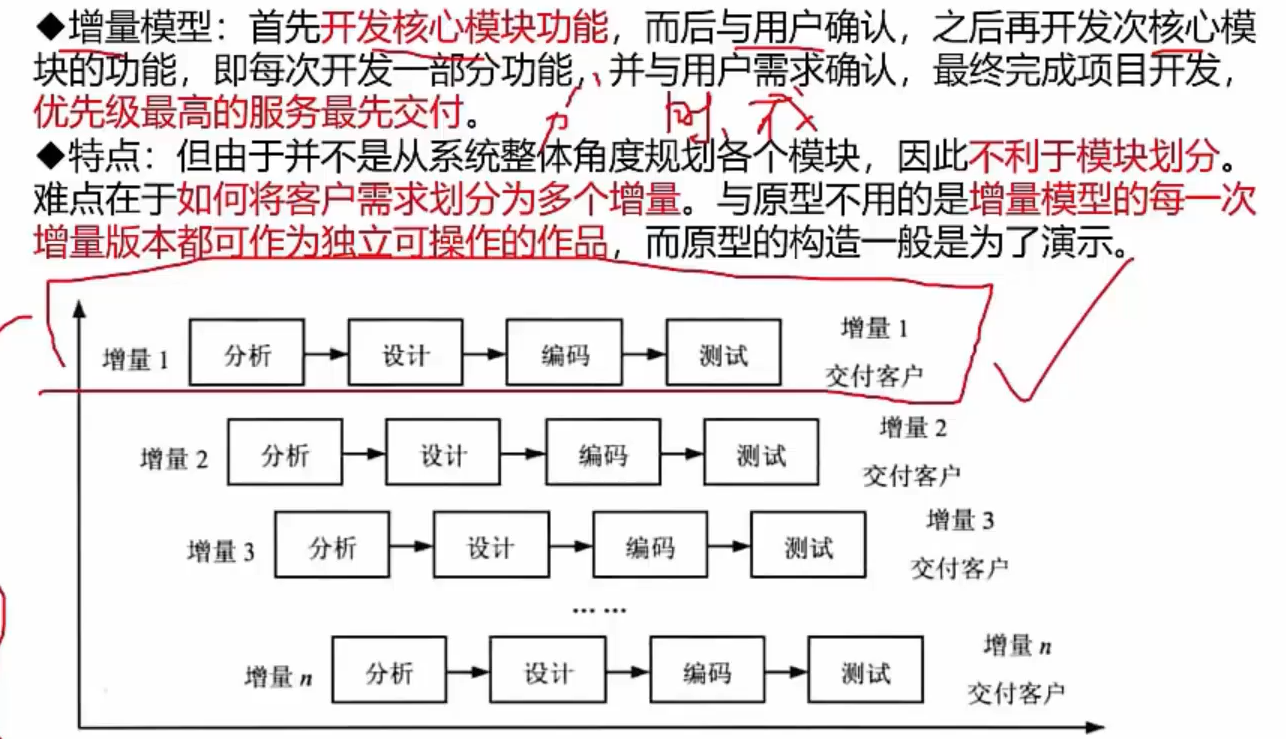 ◆增量模型：首先开发核心模块功能，而后与用户确认，之后再开发次核心模
块的功能，即每次开发一部分功能，并与用户需求确认，最终完成项目开发，
优先级最高的服务最先交付。
◆特点：但由于并不是从系统整体角度规划各个模块，因此不利于模块划分。
难点在于如何将客户需求划分为多个增量。与原型不用的是增量模型的每一次
增量版本都可作为独立可操作的作品，而原型的构造一般是为了演示。
增量 1 分析 设计 编码 测试 增量 1
交付客户
增量 2 分析 设计 编码 测试 增量 2
交付客户
增量 3 分析 设计 编码 测试 增量 3
交付客户
... ...
增量 n 分析 设计 编码 测试 增量 n
交付客户